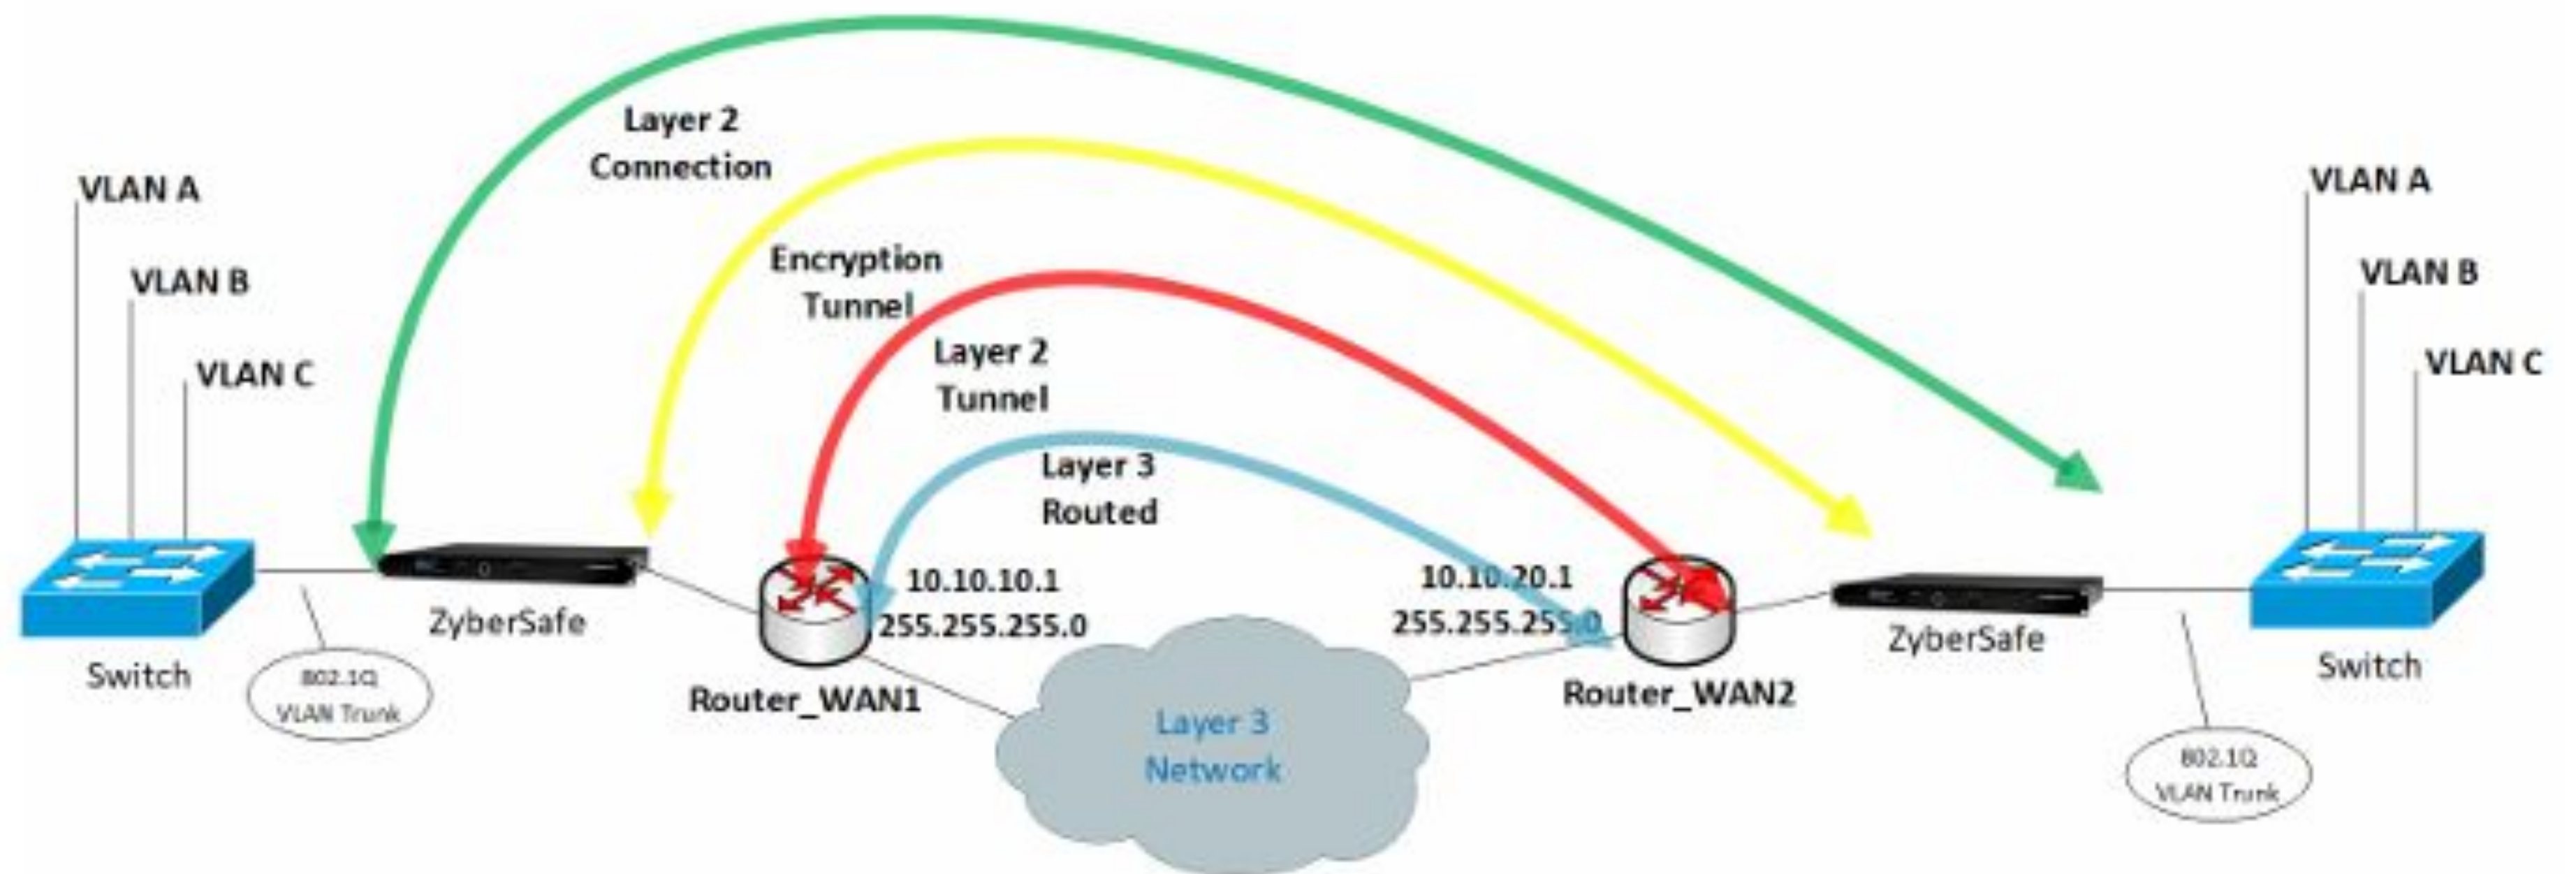 Layer 2
Connection
VLAN A
VLAN B
VLAN C
Encryption
Tunnel
Layer 2
Tunnel
Layer 3
Routed
VLAN A
VLAN B
VLAN C
10.10.10.1
255.255.255.0
10.10.20.1
255.255.255.0
ZyberSafe
ZyberSafe
Switch
Switch
802.1Q
VLAN Trunk
Router_WAN1
Router_WAN2
Layer 3
Network
802.1Q
VLAN Trunk